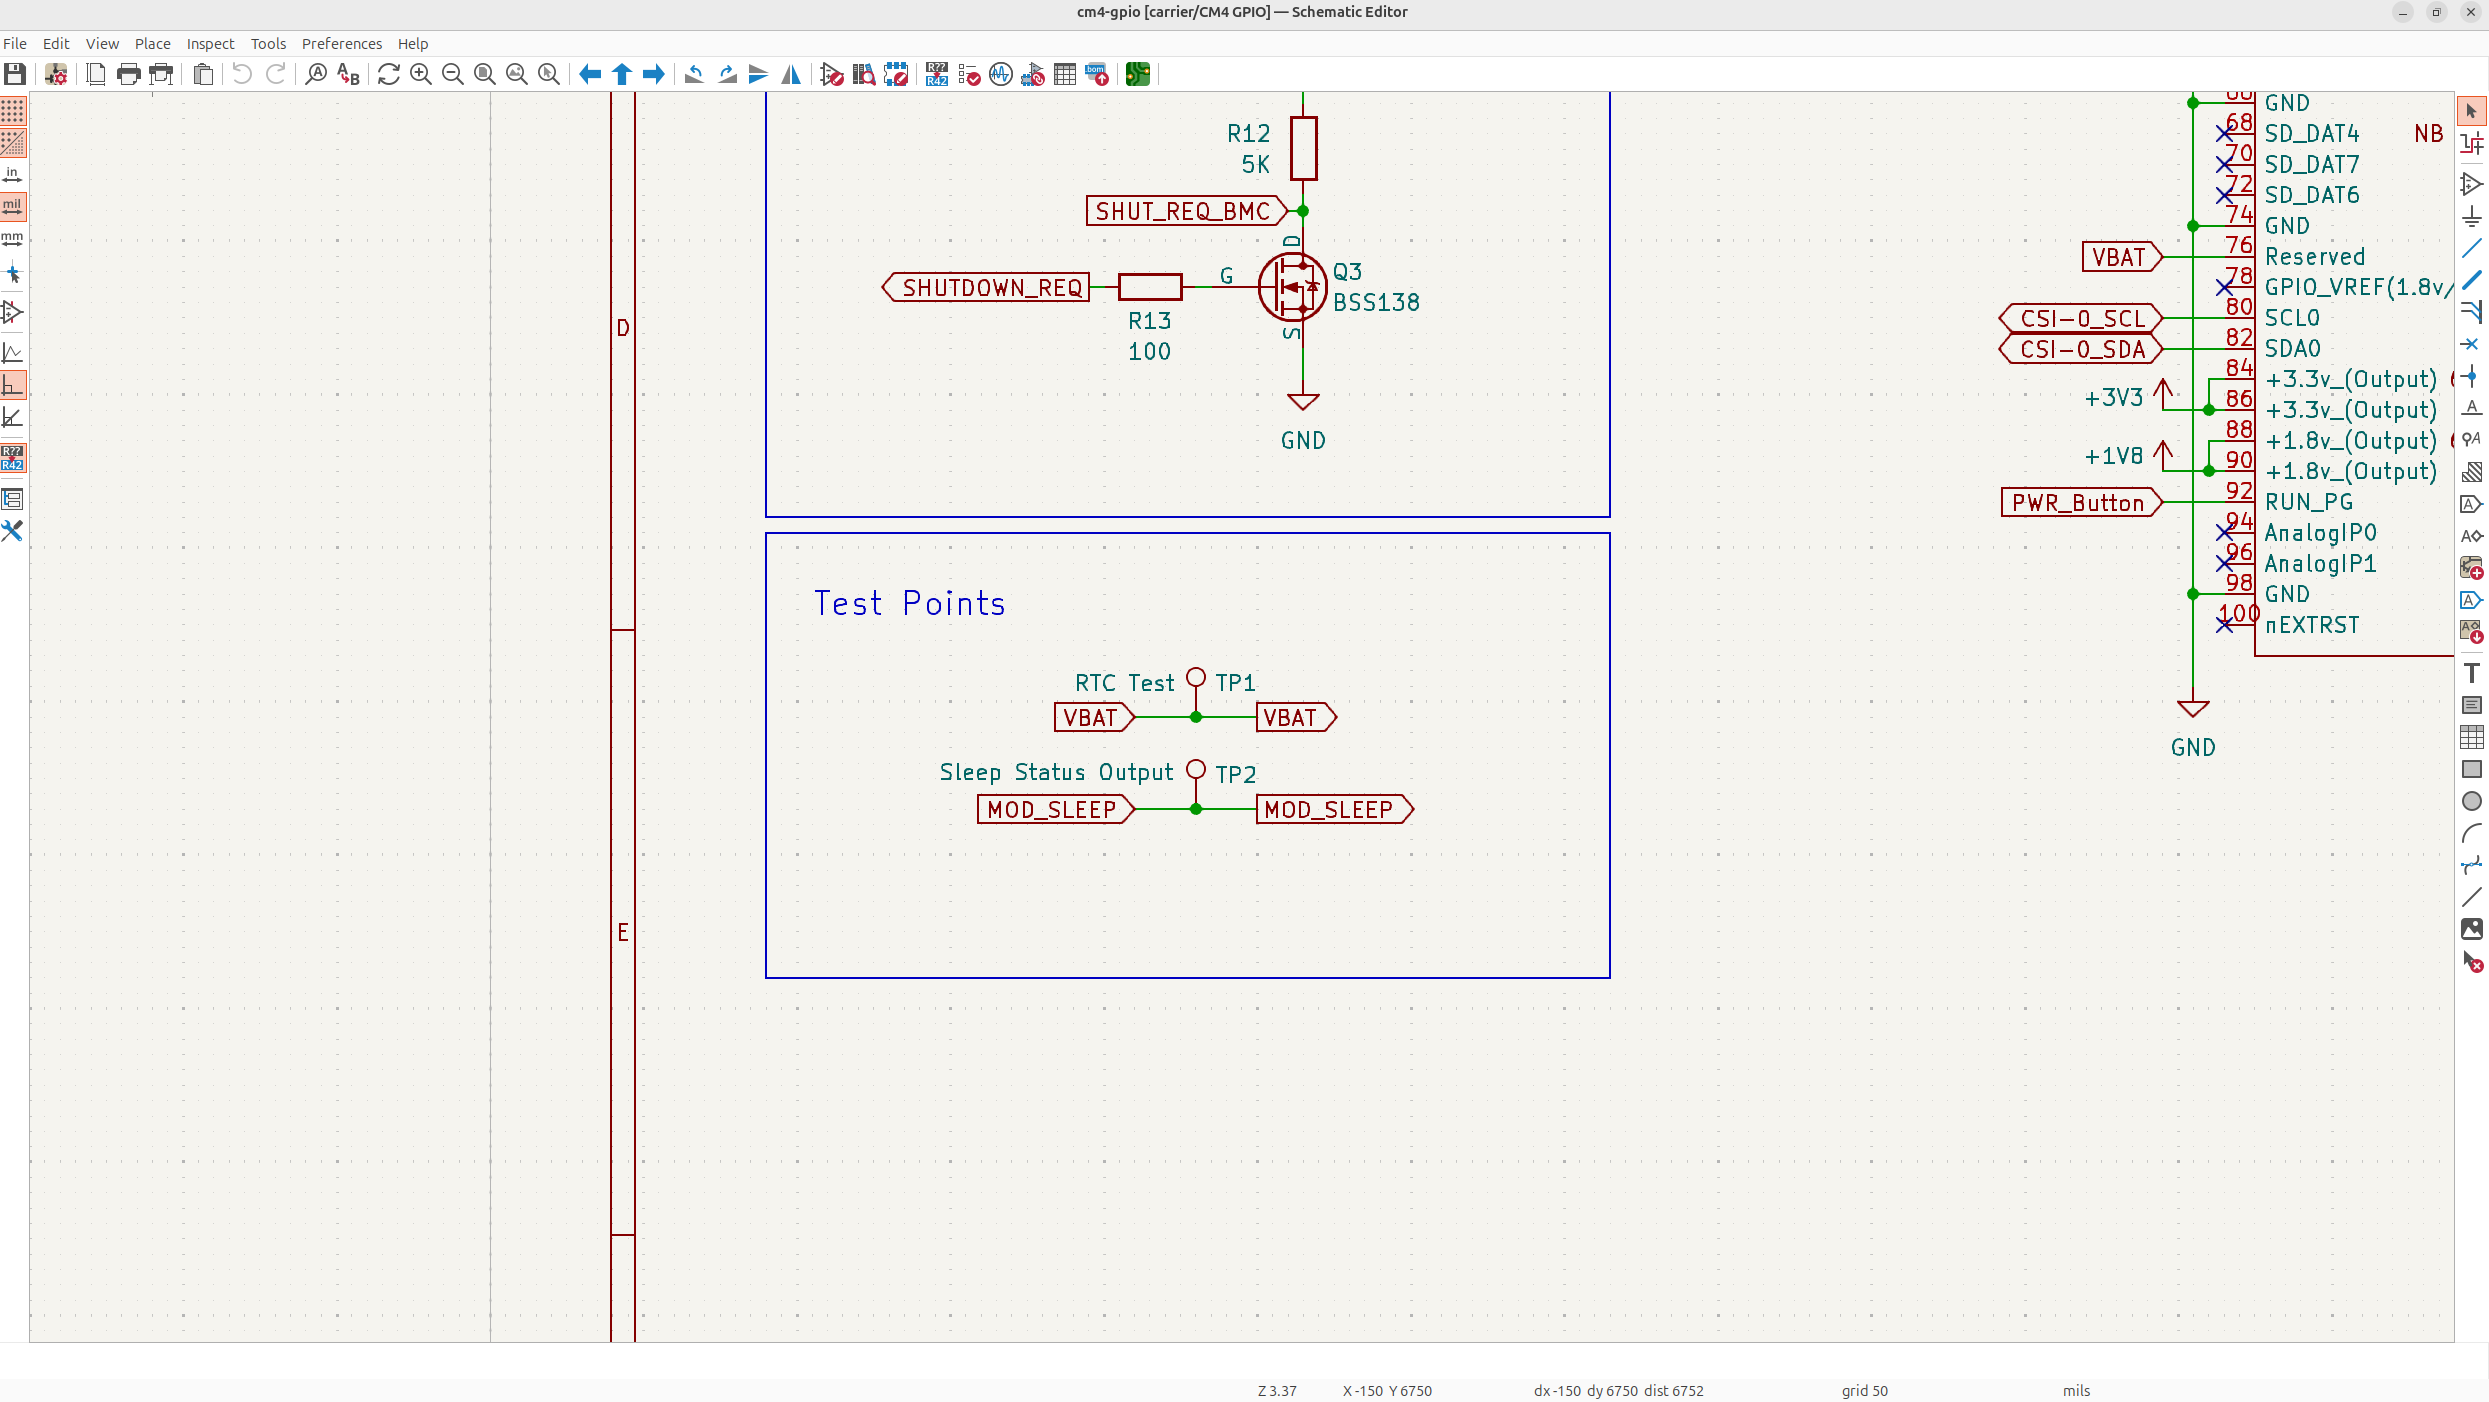 cm4-gpio [carrier/CM4 GPIO] — Schematic Editor
File Edit View Place Inspect Tools Preferences Help
in
mil
mm
R??
R42
D
E
R12
5K
SHUT_REQ_BMC
D
G
S
SHUTDOWN_REQ
R13
100
Q3
BSS138
GND
Test Points
RTC Test
TP1
VBAT
VBAT
Sleep Status Output
TP2
MOD_SLEEP
MOD_SLEEP
GND
68 SD_DAT4
NB
70 SD_DAT7
72 SD_DAT6
74 GND
VBAT 76 Reserved
78 GPIO_VREF(1.8v/
CSI-0_SCL 80 SCL0
CSI-0_SDA 82 SDA0
84 +3.3v_(Output)
+3V3 86 +3.3v_(Output)
88 +1.8v_(Output)
+1V8 90 +1.8v_(Output)
PWR_Button 92 RUN_PG
94 AnalogIP0
96 AnalogIP1
98 GND
100 nEXTRST
GND
Z 3.37 X -150 Y 6750 dx -150 dy 6750 dist 6752 grid 50 mils